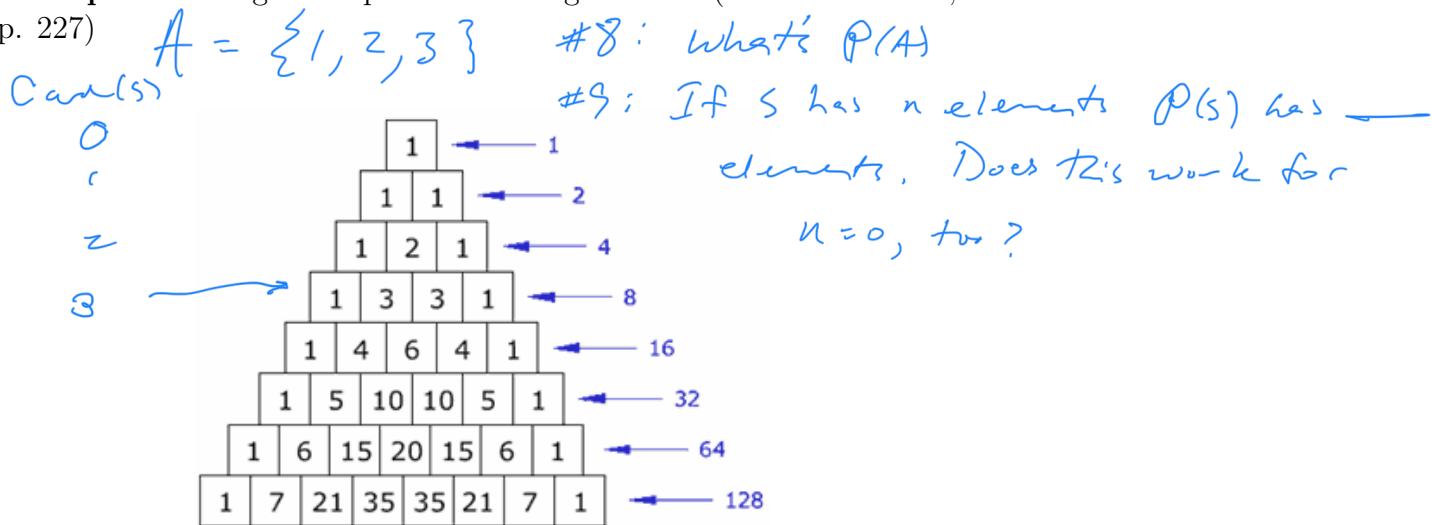 p. 227)
A = {1, 2, 3} #8: what's P(A)
Card(s) #9: If S has n elements P(S) has ___
elements. Does this work for
n=0, too?
0
1
2
3
1 1
1 1 2
1 2 1 4
1 3 3 1 8
1 4 6 4 1 16
1 5 10 10 5 1 32
1 6 15 20 15 6 1 64
1 7 21 35 35 21 7 1 128